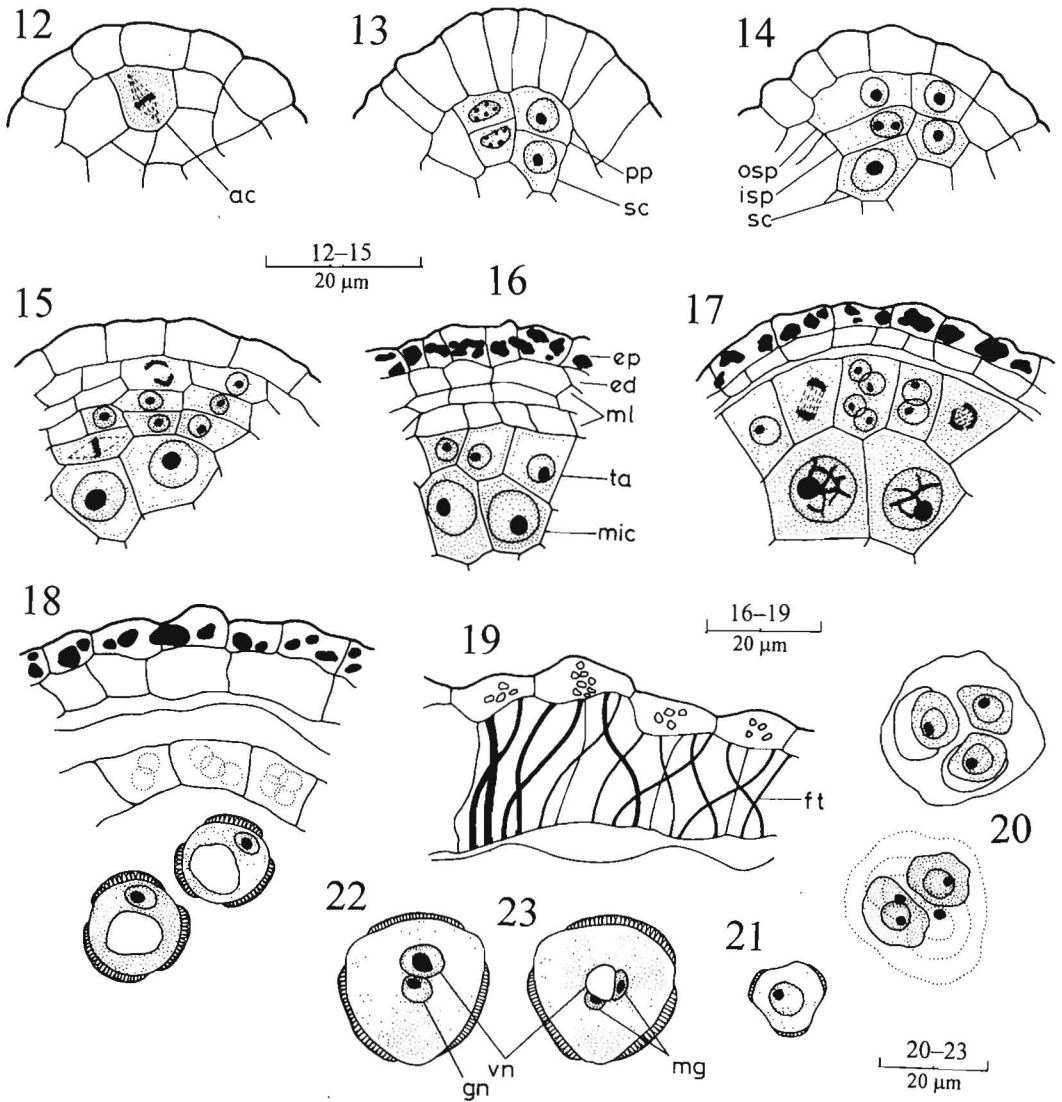 12
13
14
ac
pp
sc
osp
isp
sc
12–15
20 µm
15
16
17
ep
ed
ml
ta
mic
18
19
16–19
20 µm
ft
20
22
23
21
vn
gn
mg
20–23
20 µm